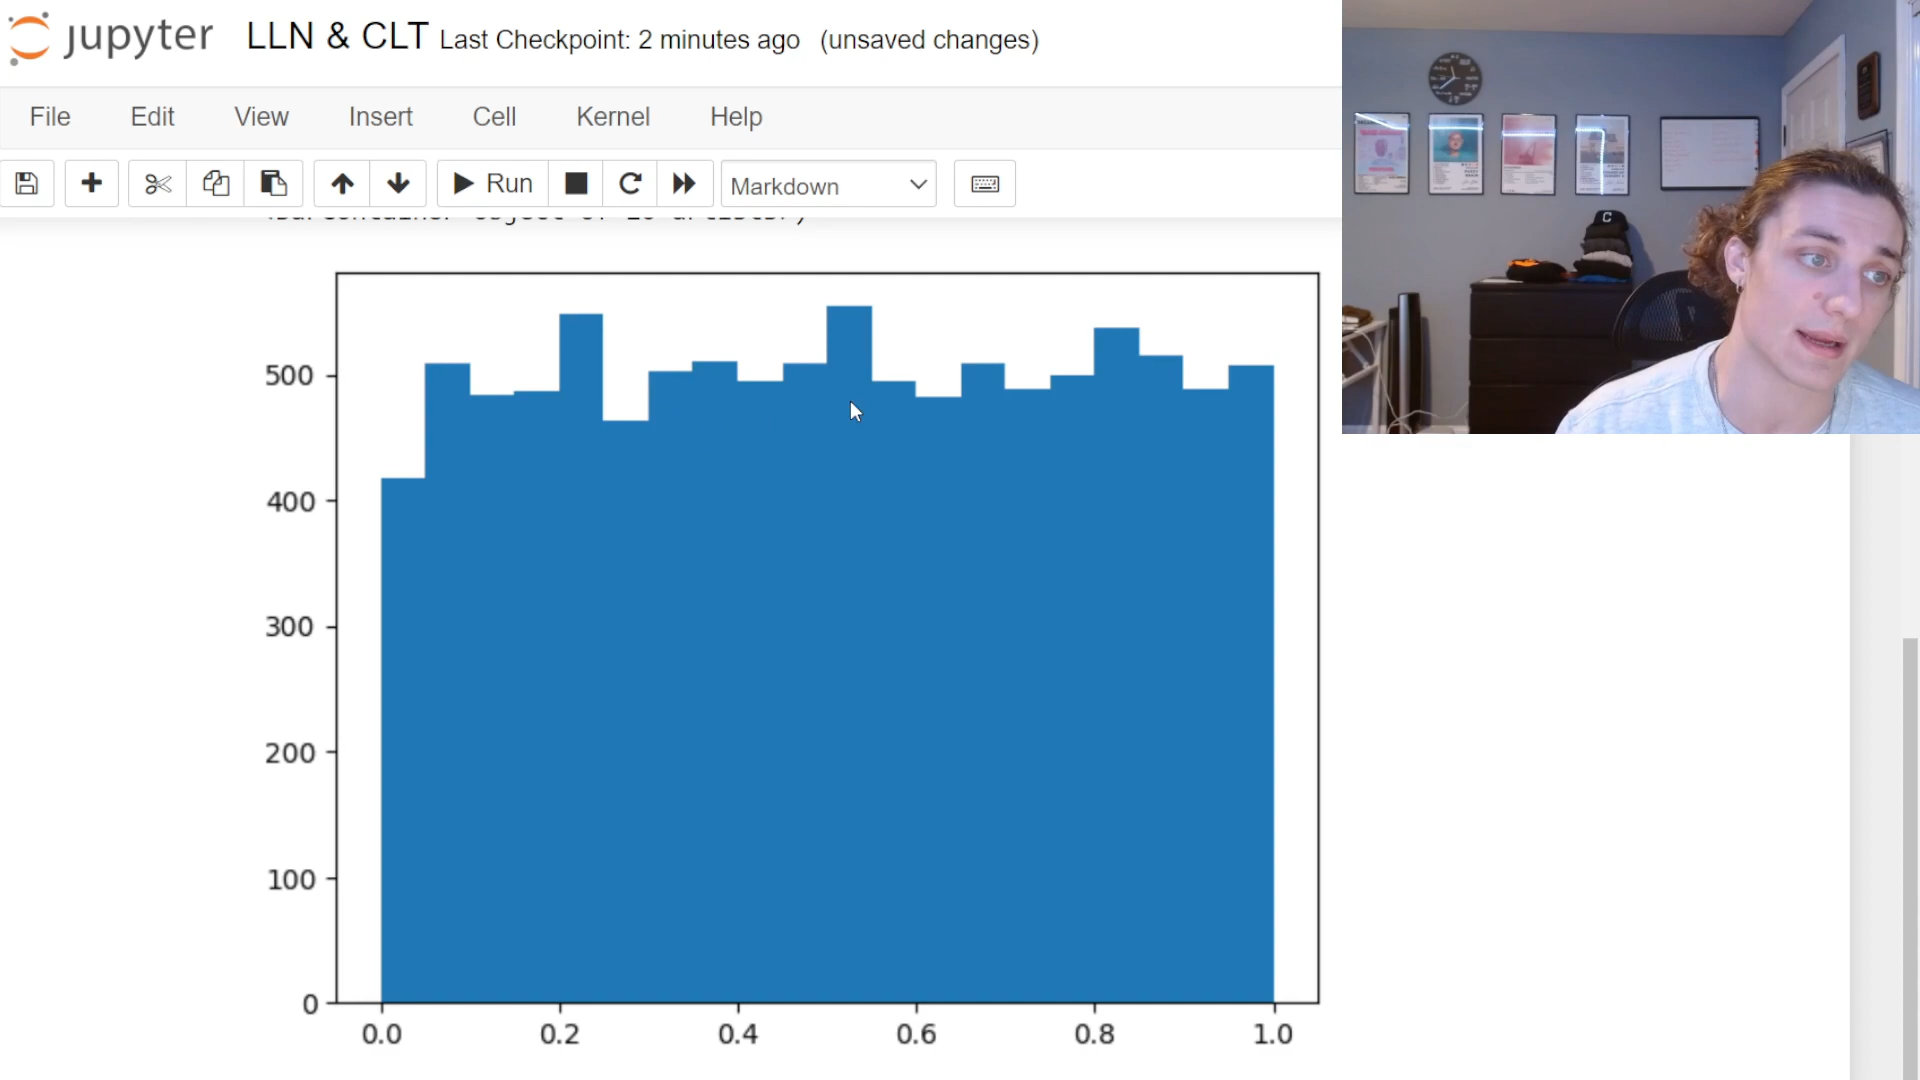 jupyter LLN & CLT Last Checkpoint: 2 minutes ago (unsaved changes)
File Edit View Insert Cell Kernel Help
Run Markdown
500
400
300
200
100
0
0.0 0.2 0.4 0.6 0.8 1.0
C